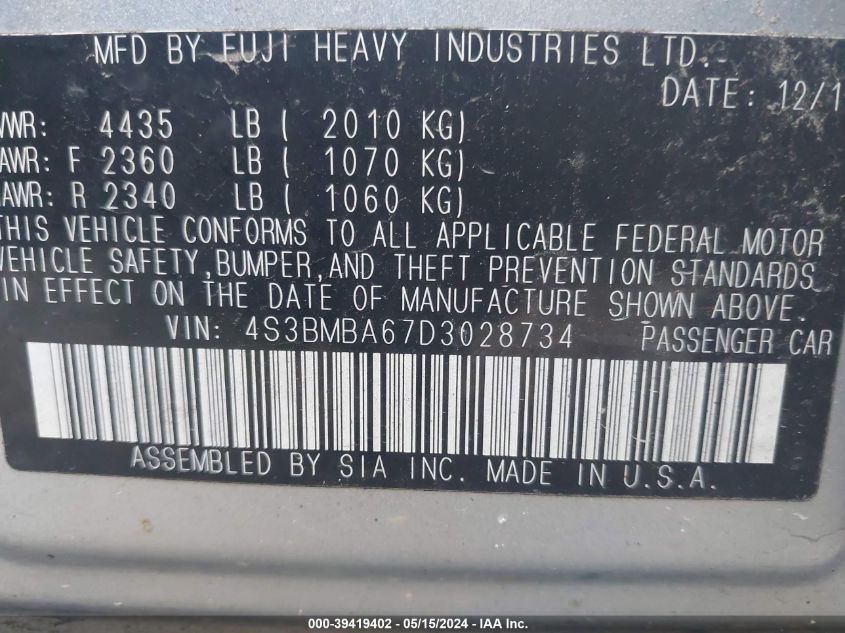 MFD BY FUJI HEAVY INDUSTRIES LTD.
DATE: 12/1
VWR: 4435 LB ( 2010 KG)
AWR: F 2360 LB ( 1070 KG)
AWR: R 2340 LB ( 1060 KG)
THIS VEHICLE CONFORMS TO ALL APPLICABLE FEDERAL MOTOR
VEHICLE SAFETY,BUMPER,AND THEFT PREVENTION STANDARDS
IN EFFECT ON THE DATE OF MANUFACTURE SHOWN ABOVE.
VIN: 4S3BMBA67D3028734 PASSENGER CAR
ASSEMBLED BY SIA INC. MADE IN U.S.A.
000-39419402 - 05/15/2024 - IAA Inc.